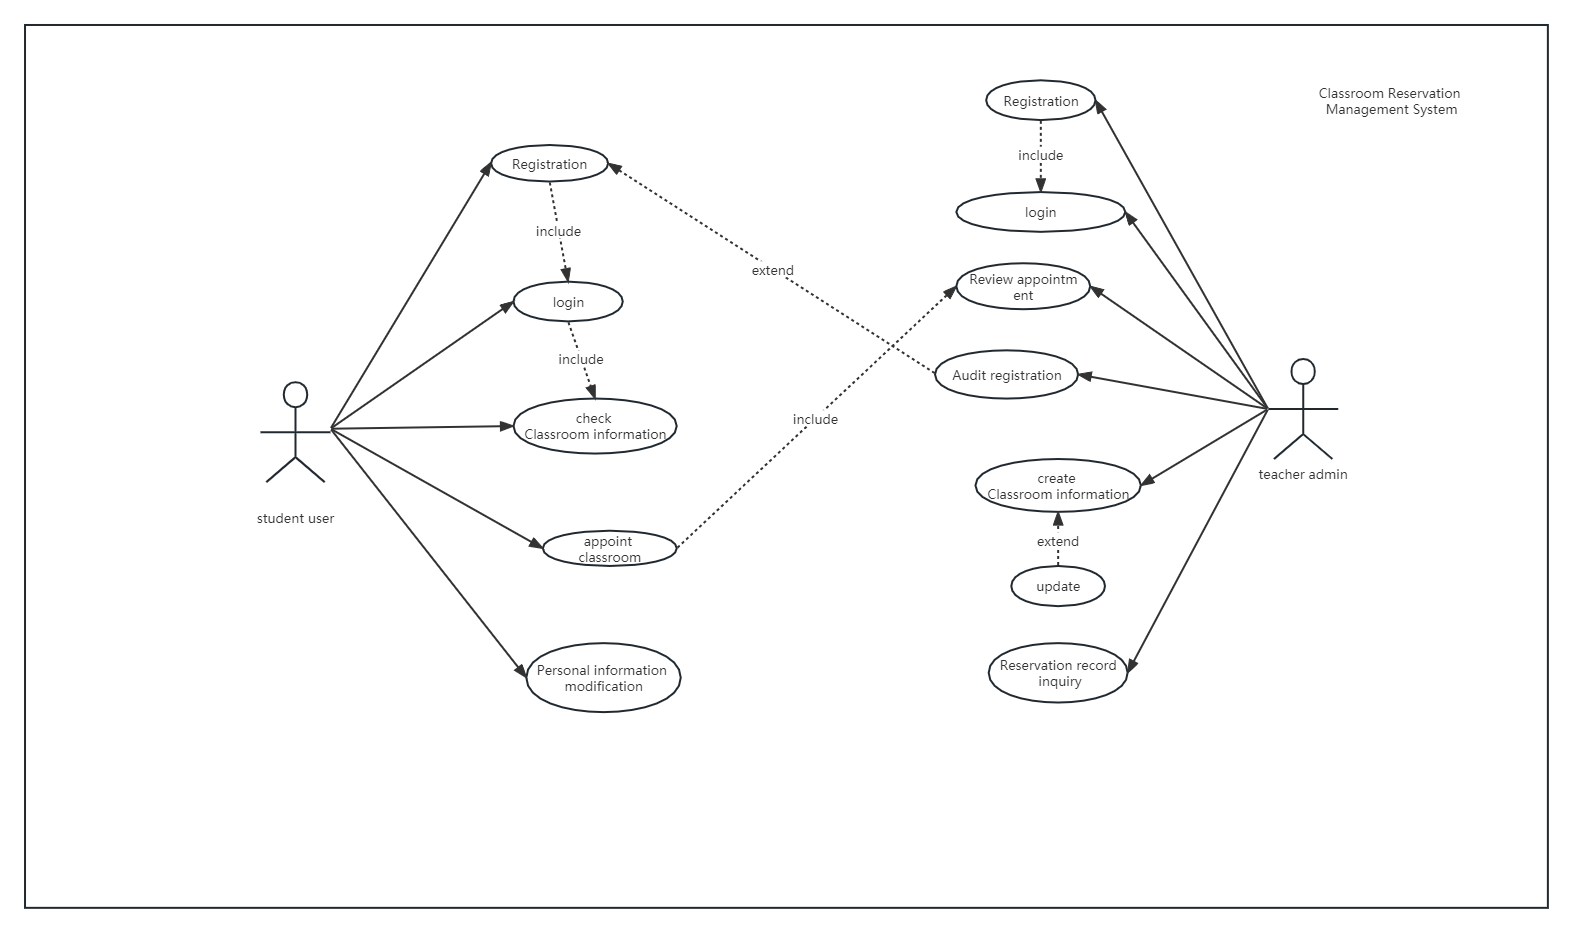 Classroom Reservation
Management System
Registration
include
login
include
check
Classroom information
appoint
classroom
Personal information
modification
student user
extend
include
Registration
include
login
Review appointm
ent
Audit registration
create
Classroom information
extend
update
Reservation record
inquiry
teacher admin